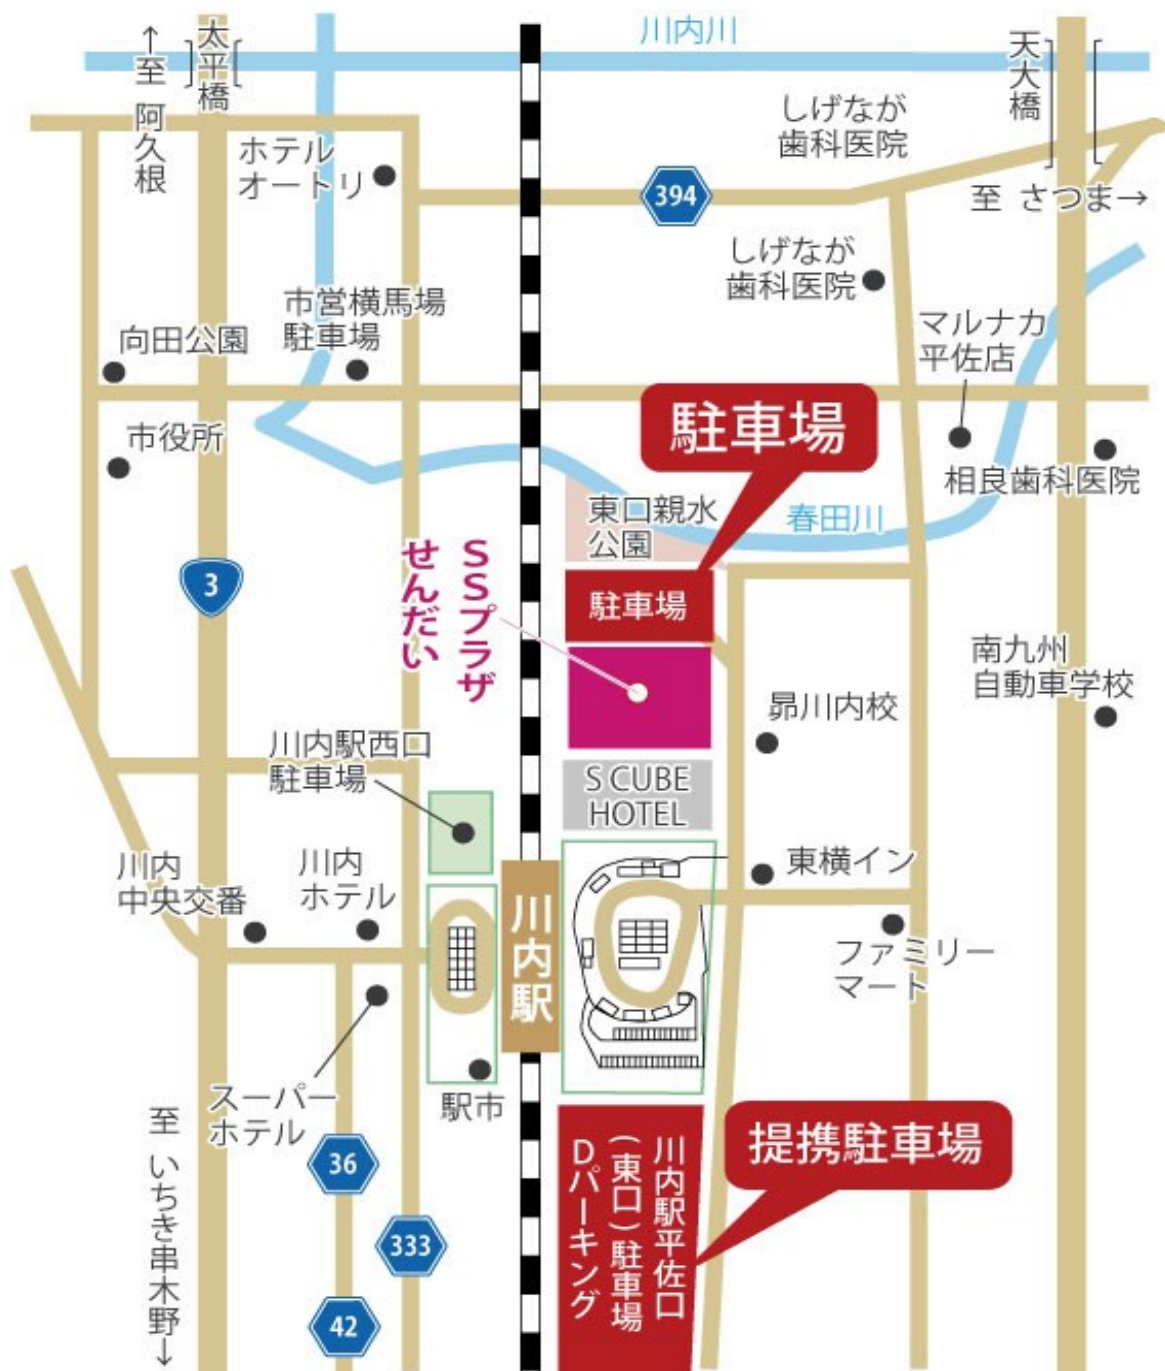 川内川
←至 阿久根
太平橋
天大橋
しげなが
歯科医院
ホテル
オートリ
394
至 さつま→
しげなが
歯科医院
市営横馬場
駐車場
マルナカ
平佐店
向田公園
駐車場
市役所
相良歯科医院
東口親水
公園
春田川
SSプラザ
せんだい
3
駐車場
南九州
自動車学校
昴川内校
川内駅西口
駐車場
S CUBE
HOTEL
川内
中央交番
川内
ホテル
川内駅
東横イン
ファミリー
マート
スーパー
ホテル
駅市
至 いちき串木野→
36
333
42
川内駅平佐口
(東口)駐車場
Dパーキング
提携駐車場